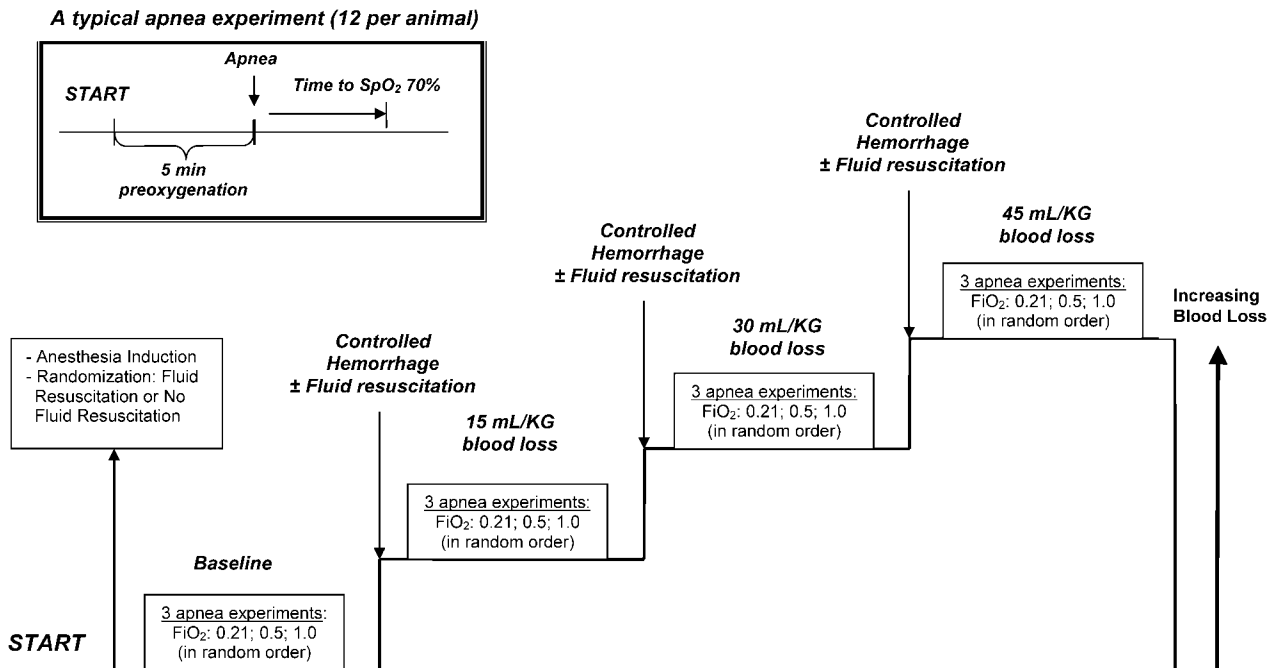 A typical apnea experiment (12 per animal)
Apnea
START
Time to SpO₂ 70%
5 min
preoxygenation
- Anesthesia Induction
- Randomization: Fluid
Resuscitation or No
Fluid Resuscitation
START
Baseline
3 apnea experiments:
FiO₂: 0.21; 0.5; 1.0
(in random order)
Controlled
Hemorrhage
± Fluid resuscitation
15 mL/KG
blood loss
3 apnea experiments:
FiO₂: 0.21; 0.5; 1.0
(in random order)
Controlled
Hemorrhage
± Fluid resuscitation
30 mL/KG
blood loss
3 apnea experiments:
FiO₂: 0.21; 0.5; 1.0
(in random order)
Controlled
Hemorrhage
± Fluid resuscitation
45 mL/KG
blood loss
3 apnea experiments:
FiO₂: 0.21; 0.5; 1.0
(in random order)
Increasing
Blood Loss